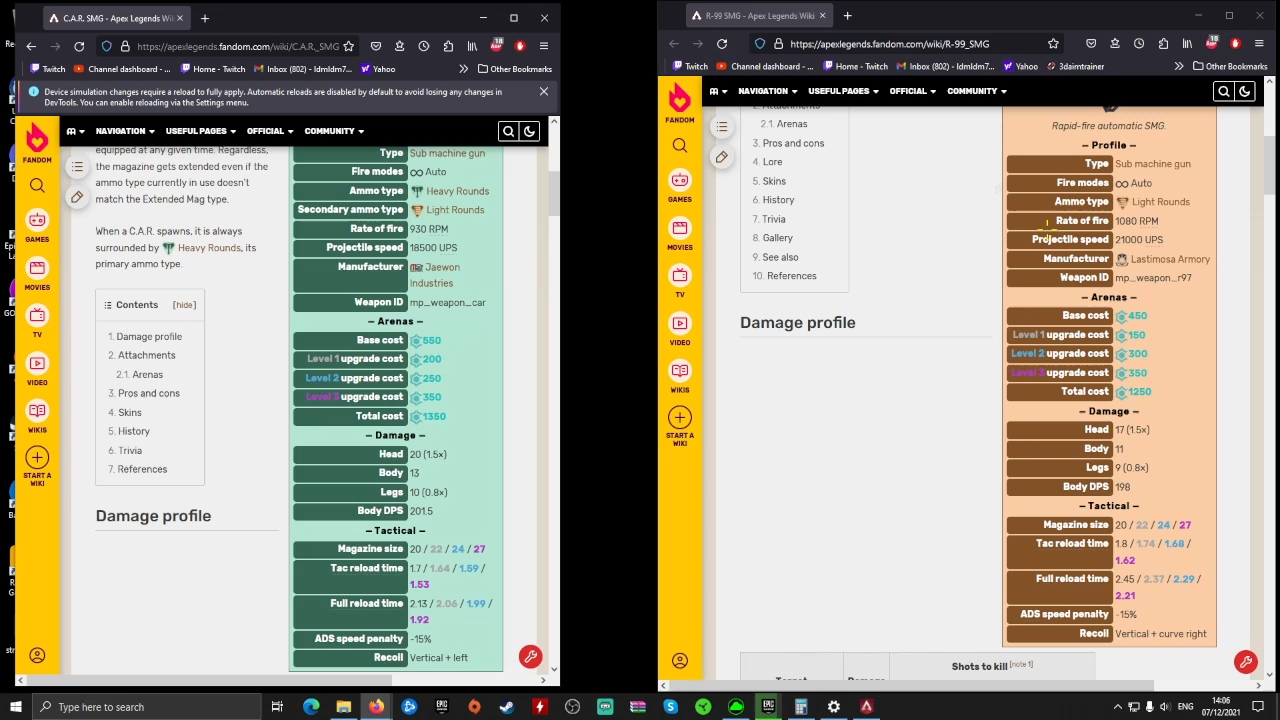 C.A.R. SMG - Apex Legends Wi
https://apexlegends.fandom.com/wiki/C.A.R._SMG
18
Twitch
Channel dashboard - ...
Home - Twitch
Inbox (802) - ldmldm7...
Yahoo
Other Bookmarks
Device simulation changes require a reload to fully apply. Automatic reloads are disabled by default to avoid losing any changes in
DevTools. You can enable reloading via the Settings menu.
FANDOM
GAMES
MOVIES
TV
VIDEO
WIKIS
START A
WIKI
NAVIGATION
USEFUL PAGES
OFFICIAL
COMMUNITY
equipped at any given time. Regardless,
the magazine gets extended even if the
ammo type currently in use doesn't
match the Extended Mag type.
When a C.A.R. spawns, it is always
surrounded by Heavy Rounds, its
primary ammo type.
Contents [hide]
1. Damage profile
2. Attachments
2.1. Arenas
3. Pros and cons
4. Skins
5. History
6. Trivia
7. References
Damage profile
Type Sub machine gun
Fire modes Auto
Ammo type Heavy Rounds
Secondary ammo type Light Rounds
Rate of fire 930 RPM
Projectile speed 18500 UPS
Manufacturer Jaewon
Industries
Weapon ID mp_weapon_car
— Arenas —
Base cost 550
Level 1 upgrade cost 200
Level 2 upgrade cost 250
Level 3 upgrade cost 350
Total cost 1350
— Damage —
Head 20 (1.5x)
Body 13
Legs 10 (0.8x)
Body DPS 201.5
— Tactical —
Magazine size 20 / 22 / 24 / 27
Tac reload time 1.7 / 1.64 / 1.59 /
1.53
Full reload time 2.13 / 2.06 / 1.99 /
1.92
ADS speed penalty -15%
Recoil Vertical + left
R-99 SMG - Apex Legends Wiki
https://apexlegends.fandom.com/wiki/R-99_SMG
18
Twitch
Channel dashboard - ...
Home - Twitch
Inbox (802) - ldmldm7...
Yahoo
3daimtrainer
Other Bookmarks
FANDOM
GAMES
MOVIES
TV
VIDEO
WIKIS
START A
WIKI
NAVIGATION
USEFUL PAGES
OFFICIAL
COMMUNITY
2. Attachments
2.1. Arenas
3. Pros and cons
4. Lore
5. Skins
6. History
7. Trivia
8. Gallery
9. See also
10. References
Damage profile
Rapid-fire automatic SMG.
— Profile —
Type Sub machine gun
Fire modes Auto
Ammo type Light Rounds
Rate of fire 1080 RPM
Projectile speed 21000 UPS
Manufacturer Lastimosa Armory
Weapon ID mp_weapon_r97
— Arenas —
Base cost 450
Level 1 upgrade cost 150
Level 2 upgrade cost 300
Level 3 upgrade cost 350
Total cost 1250
— Damage —
Head 17 (1.5x)
Body 11
Legs 9 (0.8x)
Body DPS 198
— Tactical —
Magazine size 20 / 22 / 24 / 27
Tac reload time 1.8 / 1.74 / 1.68 /
1.62
Full reload time 2.45 / 2.37 / 2.29 /
2.21
ADS speed penalty -15%
Recoil Vertical + curve right
Shots to kill [note 1]
Target
Damage
Type here to search
EPIC
14:06
07/12/2021